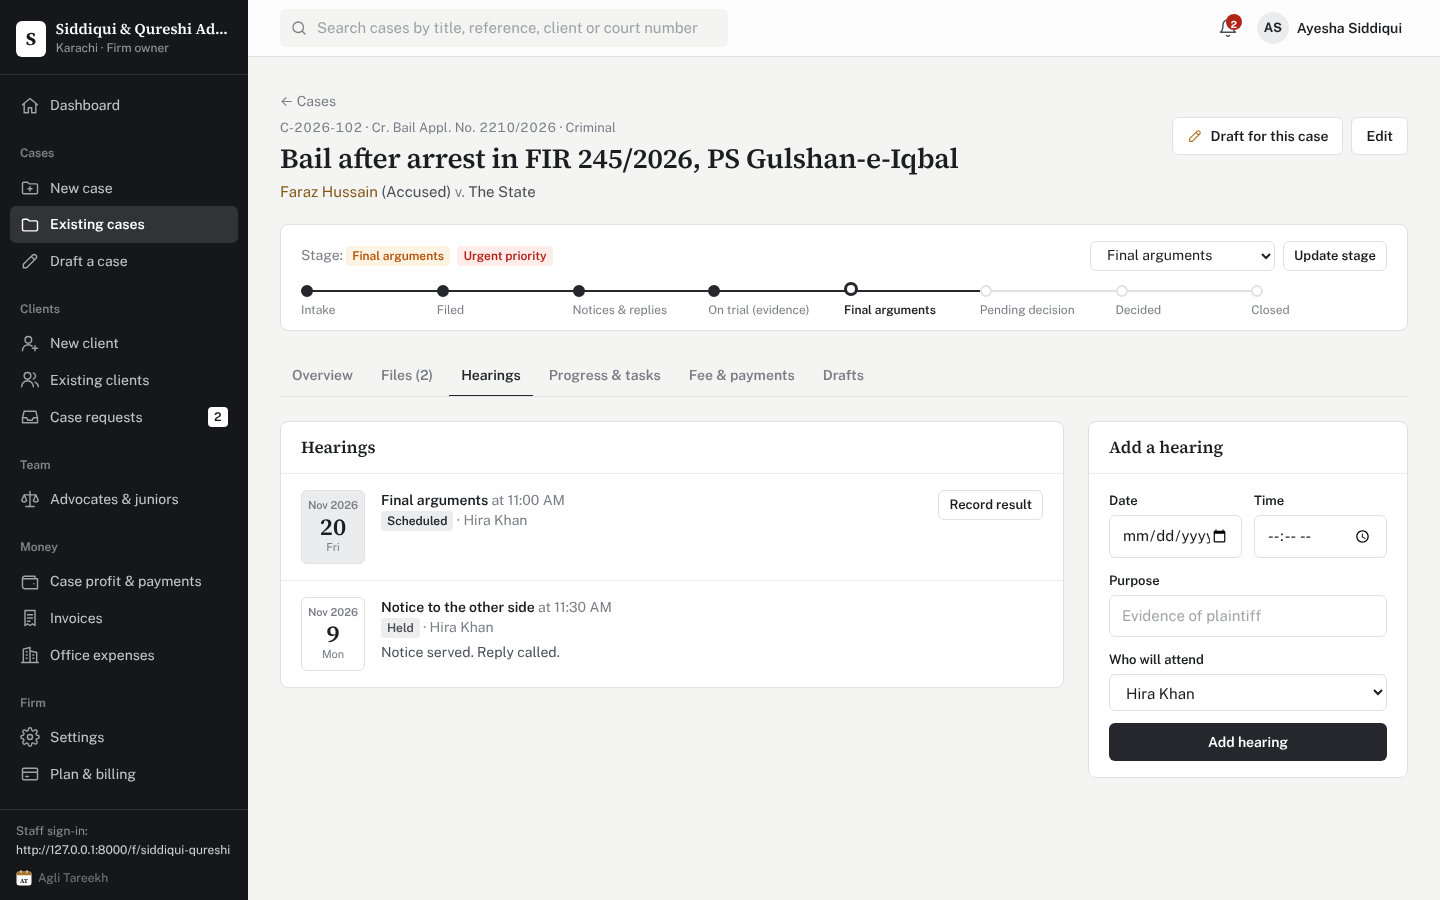 S
Siddiqui & Qureshi Ad...
Karachi · Firm owner
Dashboard
Cases
New case
Existing cases
Draft a case
Clients
New client
Existing clients
Case requests 2
Team
Advocates & juniors
Money
Case profit & payments
Invoices
Office expenses
Firm
Settings
Plan & billing
Staff sign-in:
http://127.0.0.1:8000/f/siddiqui-qureshi
AT Agli Tareekh
Search cases by title, reference, client or court number
2
AS Ayesha Siddiqui
← Cases
C-2026-102 · Cr. Bail Appl. No. 2210/2026 · Criminal
Bail after arrest in FIR 245/2026, PS Gulshan-e-Iqbal
Faraz Hussain (Accused) v. The State
Draft for this case
Edit
Stage: Final arguments Urgent priority
Final arguments
Update stage
Intake
Filed
Notices & replies
On trial (evidence)
Final arguments
Pending decision
Decided
Closed
Overview
Files (2)
Hearings
Progress & tasks
Fee & payments
Drafts
Hearings
Nov 2026
20
Fri
Final arguments at 11:00 AM
Scheduled · Hira Khan
Record result
Nov 2026
9
Mon
Notice to the other side at 11:30 AM
Held · Hira Khan
Notice served. Reply called.
Add a hearing
Date
mm/dd/yyyy
Time
--:-- --
Purpose
Evidence of plaintiff
Who will attend
Hira Khan
Add hearing